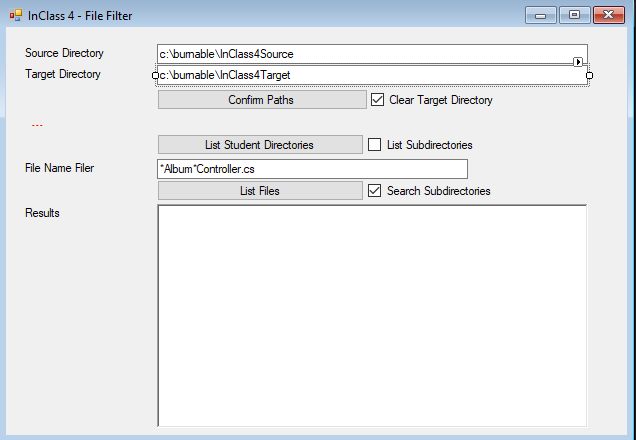 InClass 4 - File Filter
Source Directory c:\burnable\InClass4Source
Target Directory c:\burnable\InClass4Target
Confirm Paths Clear Target Directory
---
List Student Directories List Subdirectories
File Name Filer *Album*Controller.cs
List Files Search Subdirectories
Results